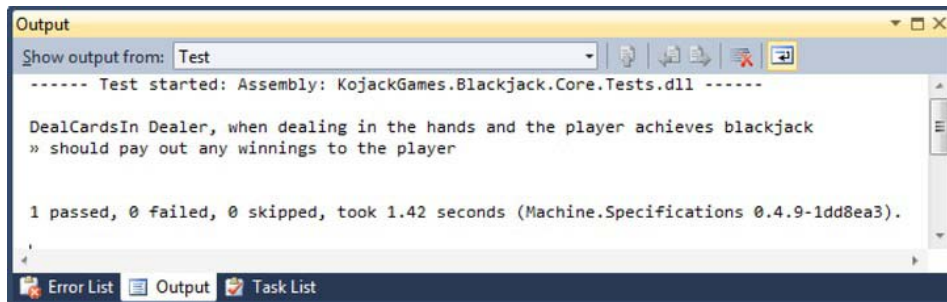 Output
Show output from: Test
------ Test started: Assembly: KojackGames.Blackjack.Core.Tests.dll ------
DealCardsIn Dealer, when dealing in the hands and the player achieves blackjack
» should pay out any winnings to the player
1 passed, 0 failed, 0 skipped, took 1.42 seconds (Machine.Specifications 0.4.9-1dd8ea3).
Error List Output Task List